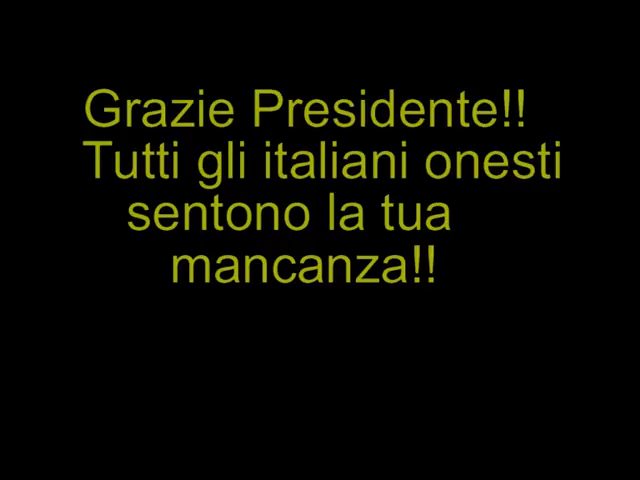 Grazie Presidente!!
Tutti gli italiani onesti
sentono la tua
mancanza!!